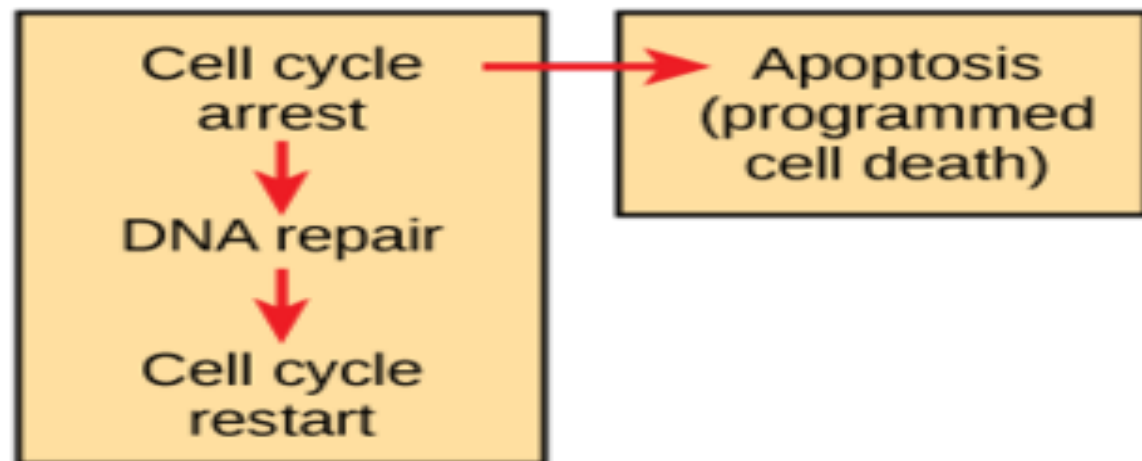 Cell cycle
arrest
DNA repair
Cell cycle
restart
Apoptosis
(programmed
cell death)